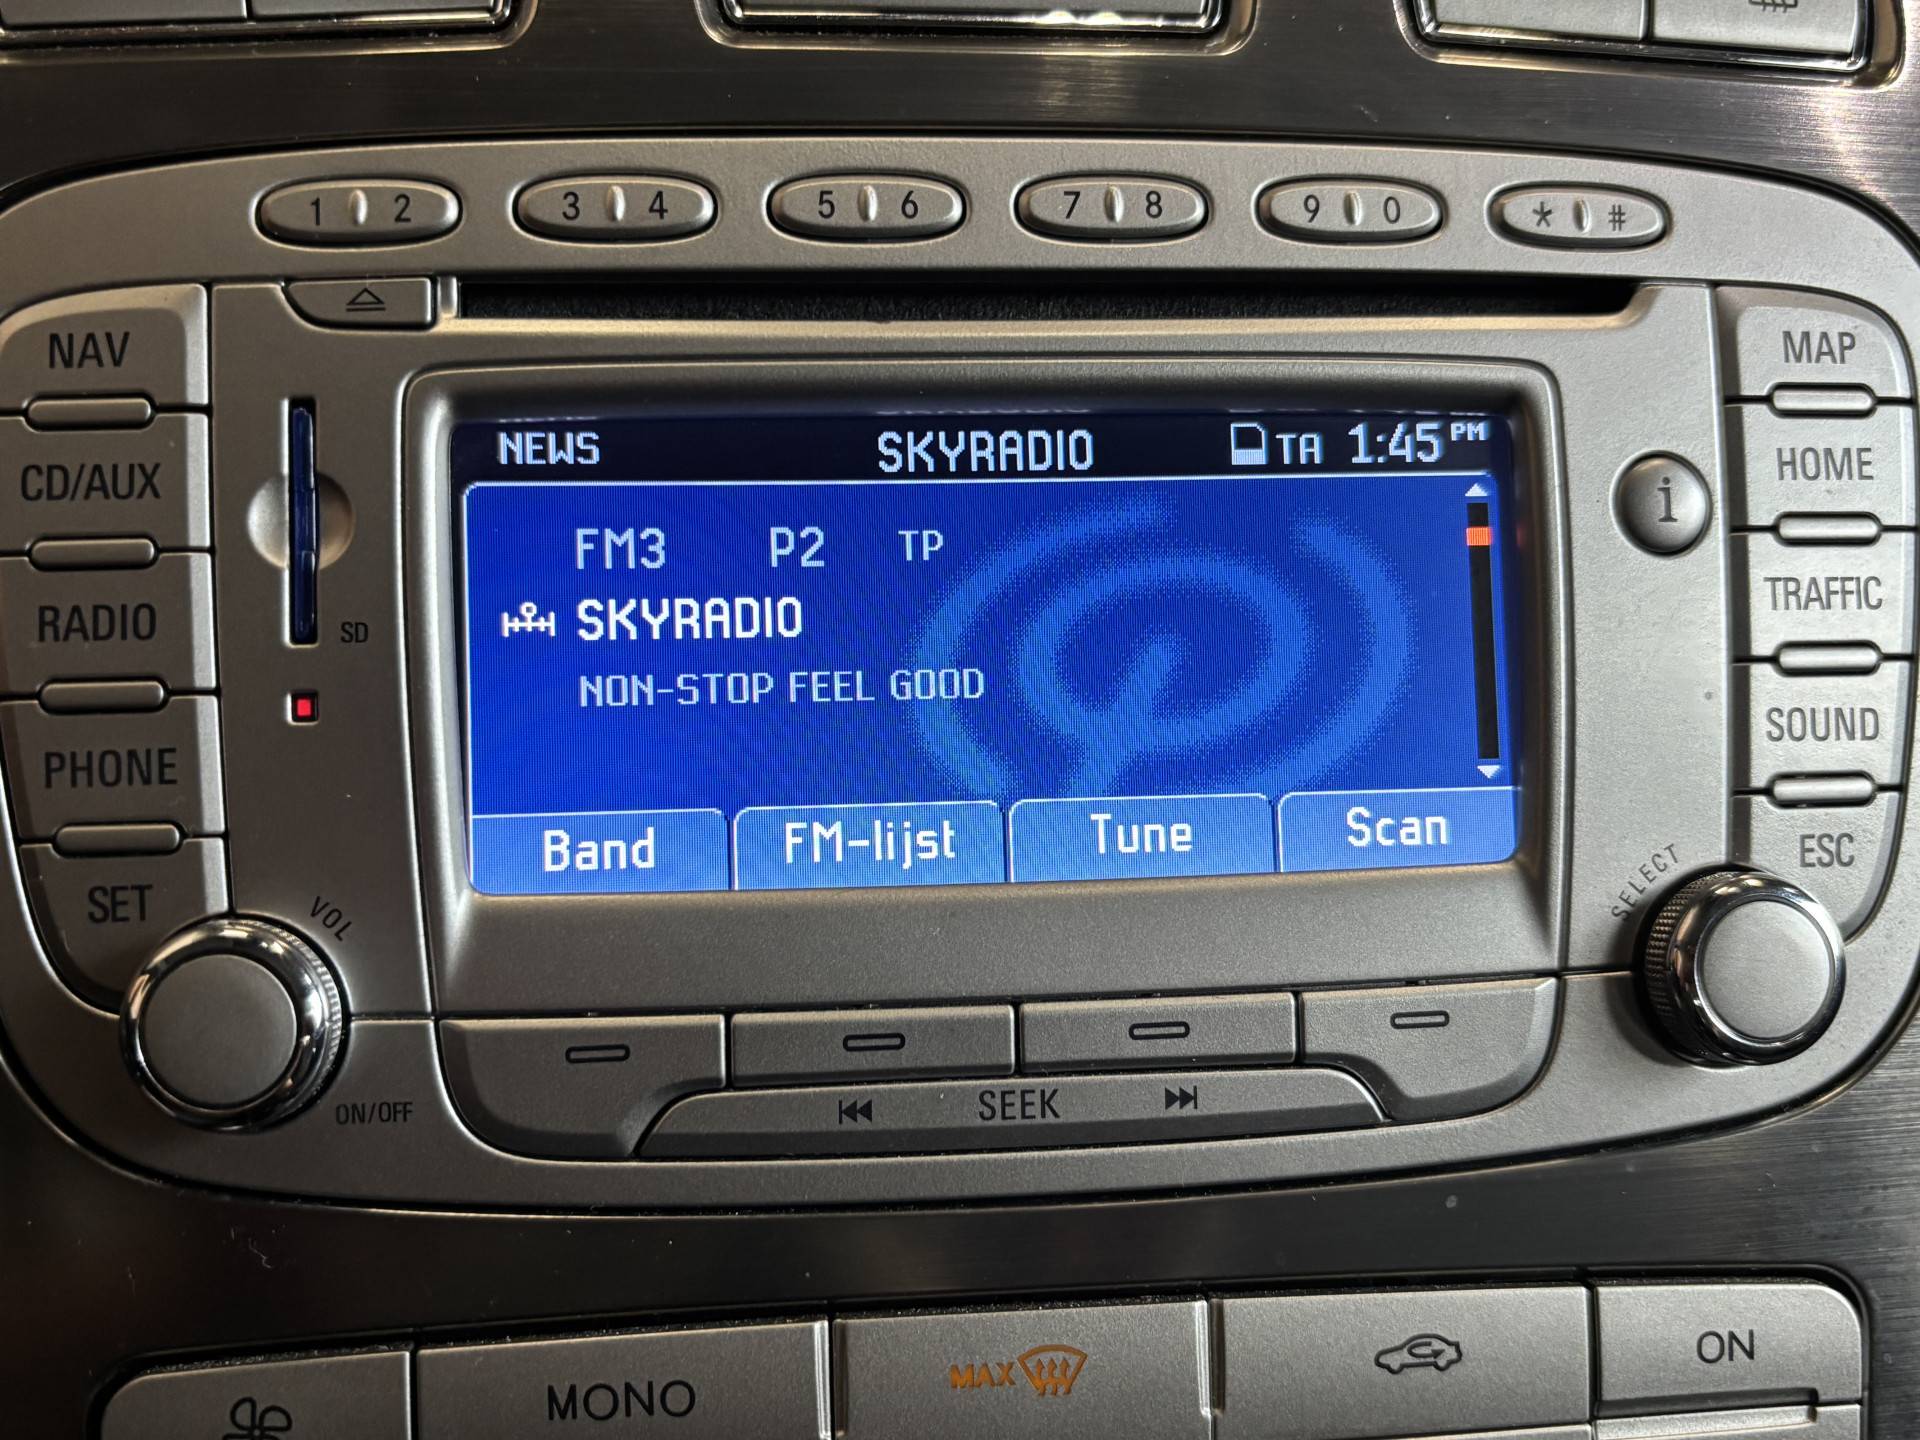 1 2 3 4 5 6 7 8 9 0 * #
NAV
CD/AUX
RADIO
PHONE
SET
SD
VOL
ON/OFF
NEWS SKYRADIO TA 1:45 PM
FM3 P2 TP
SKYRADIO
NON-STOP FEEL GOOD
Band FM-lijst Tune Scan
i
MAP
HOME
TRAFFIC
SOUND
ESC
SELECT
SEEK
MONO MAX ON